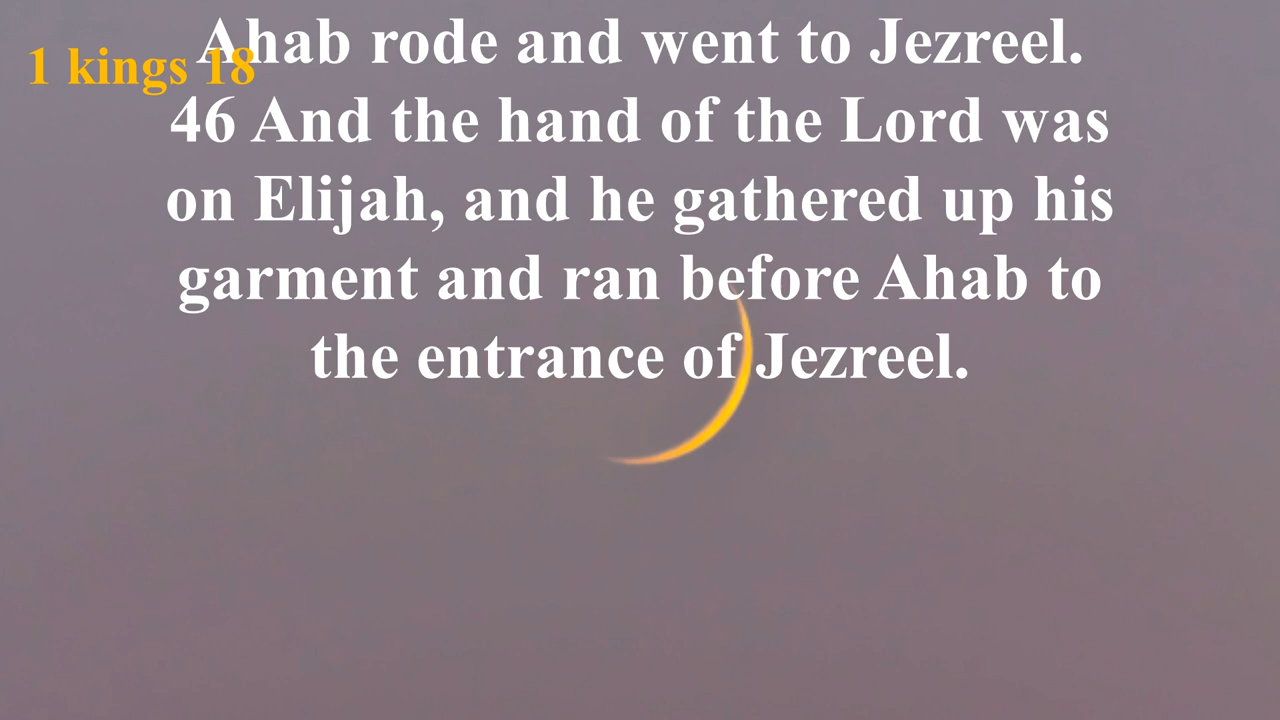 Ahab rode and went to Jezreel.
1 kings 18
46 And the hand of the Lord was
on Elijah, and he gathered up his
garment and ran before Ahab to
the entrance of Jezreel.